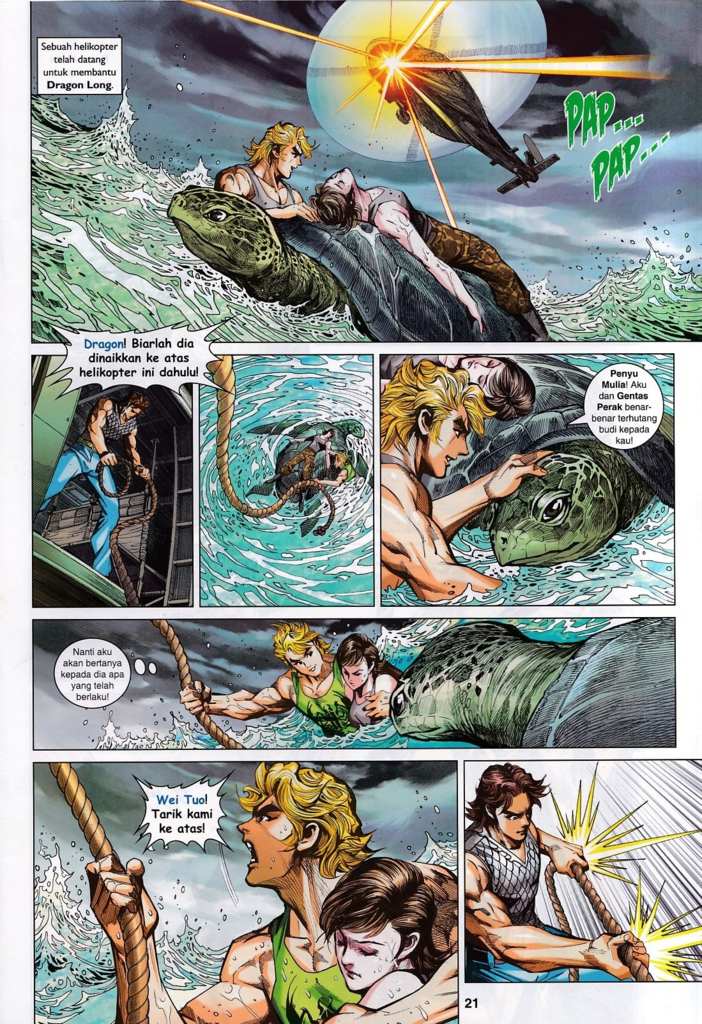 Sebuah helikopter
telah datang
untuk membantu
Dragon Long.
PAP...
PAP...
Dragon! Biarlah dia
dinaikkan ke atas
helikopter ini dahulu!
Penyu
Mulia! Aku
dan Gentas
Perak benar-
benar terhutang
budi kepada
kau!
Nanti aku
akan bertanya
kepada dia apa
yang telah
berlaku!
Wei Tuo!
Tarik kami
ke atas!
21